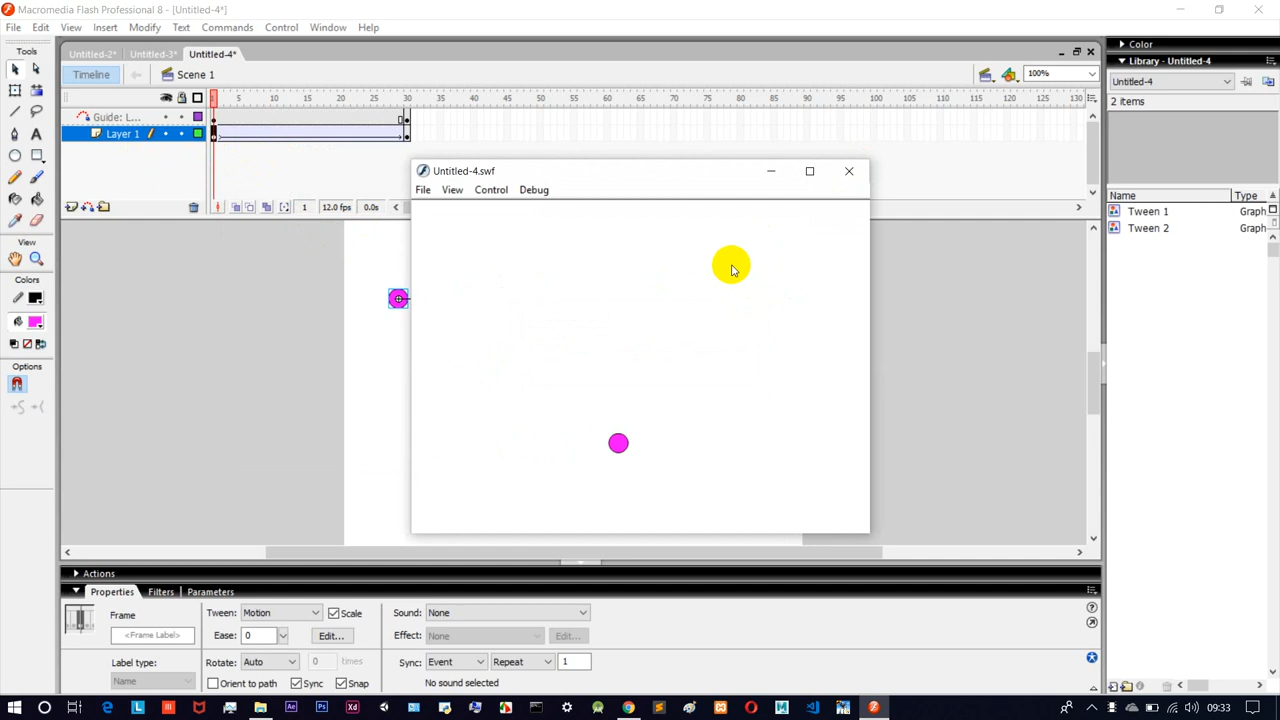 Macromedia Flash Professional 8 - [Untitled-4*]
File Edit View Insert Modify Text Commands Control Window Help
Tools
Untitled-2* Untitled-3* Untitled-4*
Timeline Scene 1 100%
5 10 15 20 25 30 35 40 45 50 55 60 65 70 75 80 85 90 95 100 105 110 115 120 125 130
Guide: L...
Layer 1
1 12.0 fps 0.0s
View
Colors
Options
Untitled-4.swf
File View Control Debug
Color
Library - Untitled-4
Untitled-4
2 items
Name Type
Tween 1 Graph
Tween 2 Graph
Actions
Properties Filters Parameters
Frame
<Frame Label>
Label type:
Name
Tween: Motion Scale
Ease: 0 Edit...
Rotate: Auto 0 times
Orient to path Sync Snap
Sound: None
Effect: None Edit...
Sync: Event Repeat 1
No sound selected
Ae Ps Xd
09:33